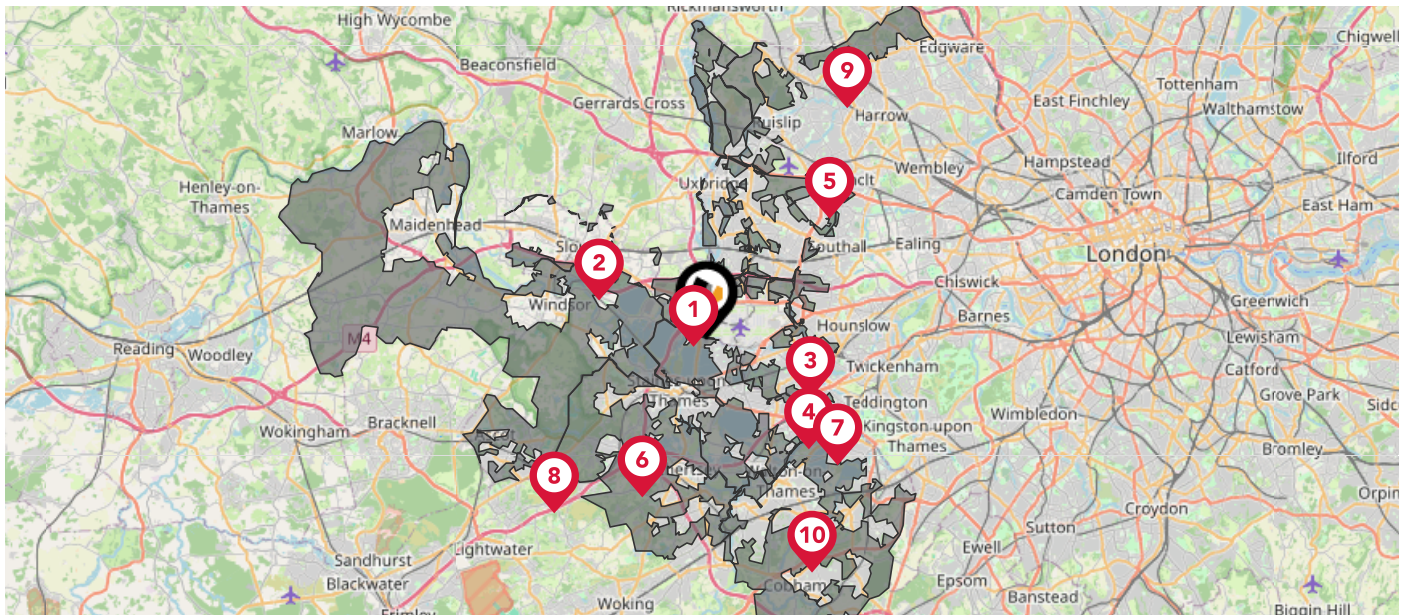 High Wycombe
Edgware
Chigwell
Beaconsfield
9
Tottenham
Gerrards Cross
East Finchley
Walthamstow
Harrow
Marlow
Ilford
Hampstead
Wembley
Henley-on-
Thames
Uxbridge
5
Camden Town
East Ham
Maidenhead
Southall
Ealing
London
2
Chiswick
Windsor
1
Greenwich
Barnes
Hounslow
M4
Lewisham
Reading
Woodley
3
Twickenham
Catford
Thames
Grove Park
4
Teddington
Wimbledon
7
Bracknell
Kingston upon
Thames
Wokingham
Bromley
6
8
Thames
Croydon
10
Sutton
Lightwater
Ewell
Sandhurst
Blackwater
Cobham
Epsom
Banstead
Woking
Biggin Hill